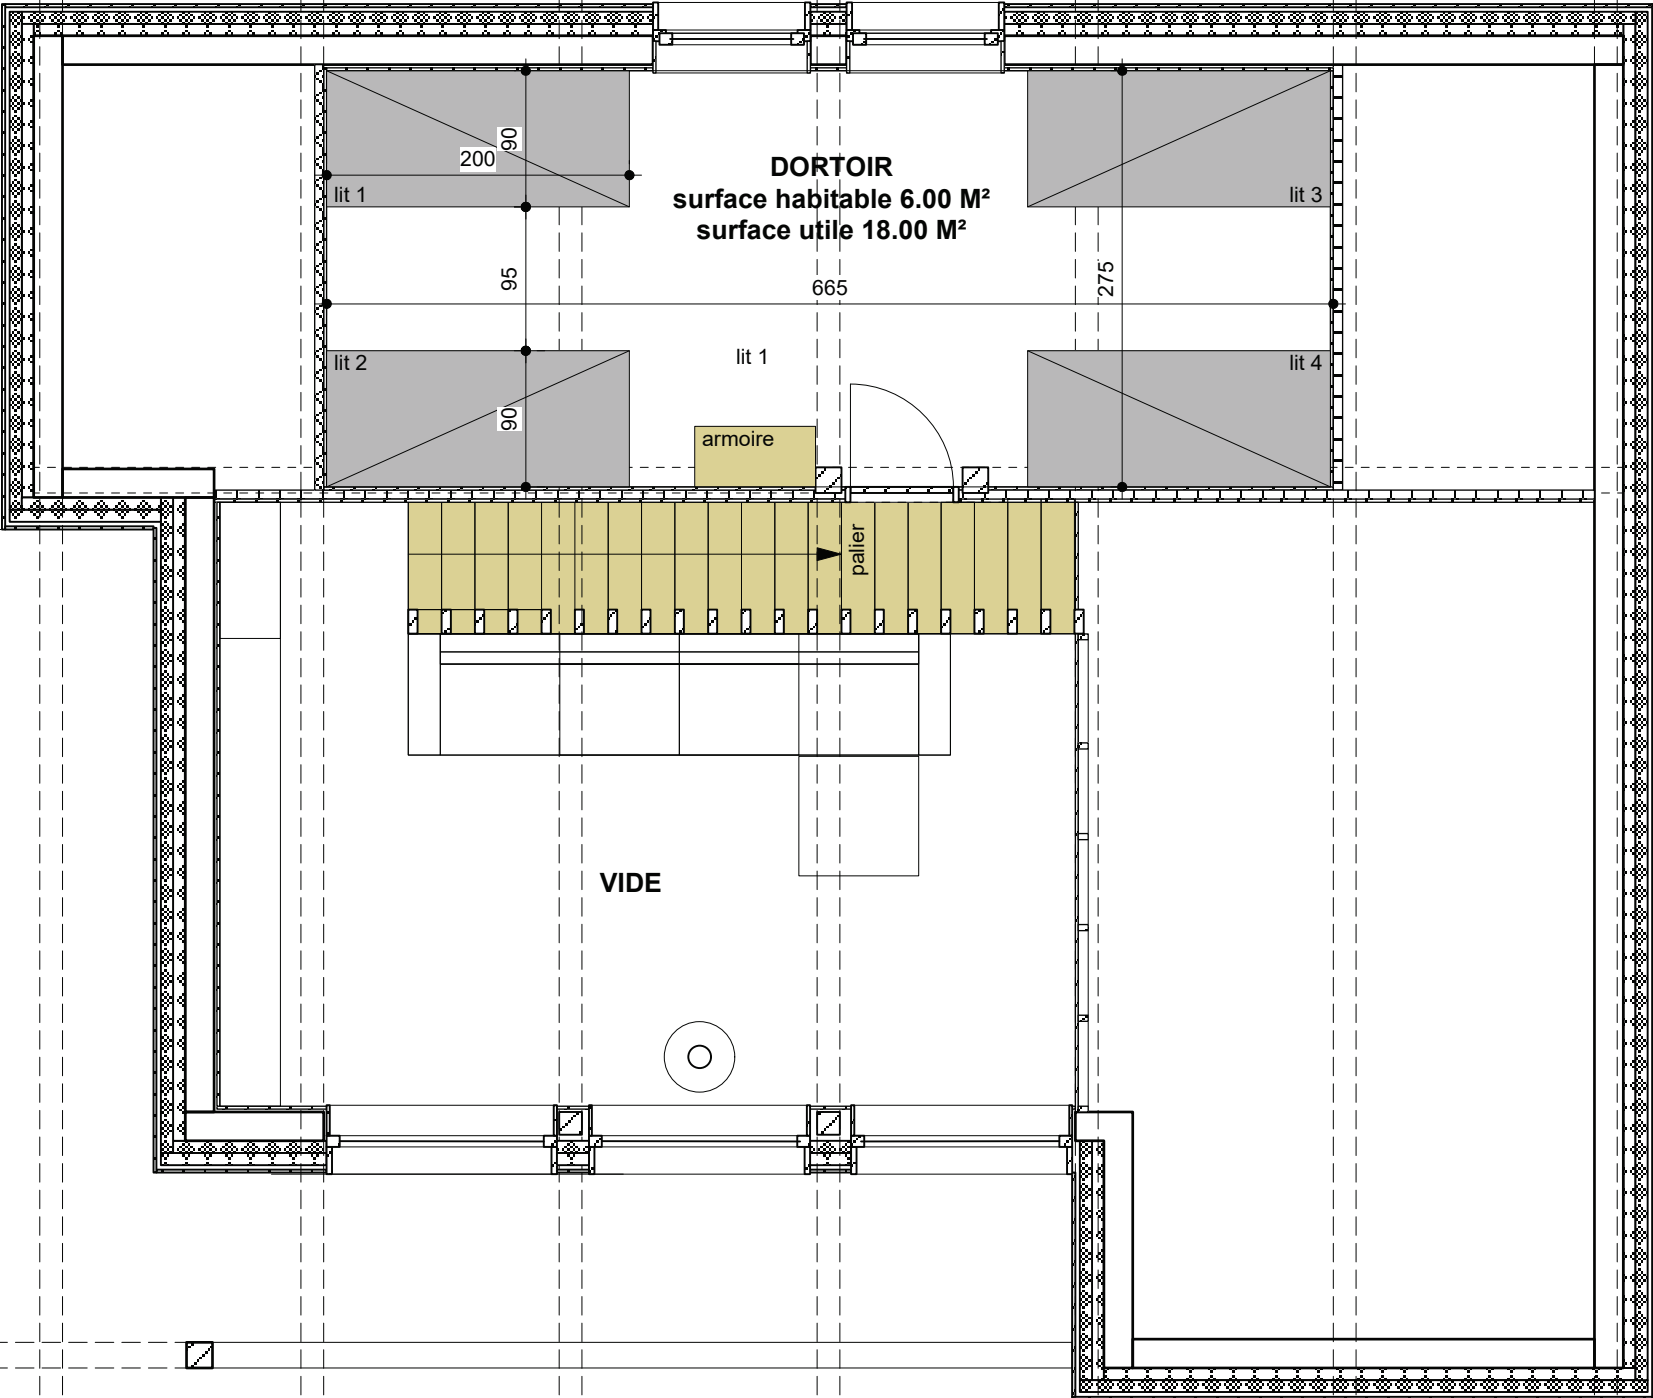 90
200
DORTOIR
surface habitable 6.00 M²
surface utile 18.00 M²
lit 1
lit 3
95
665
275
lit 2
lit 1
lit 4
90
armoire
palier
VIDE